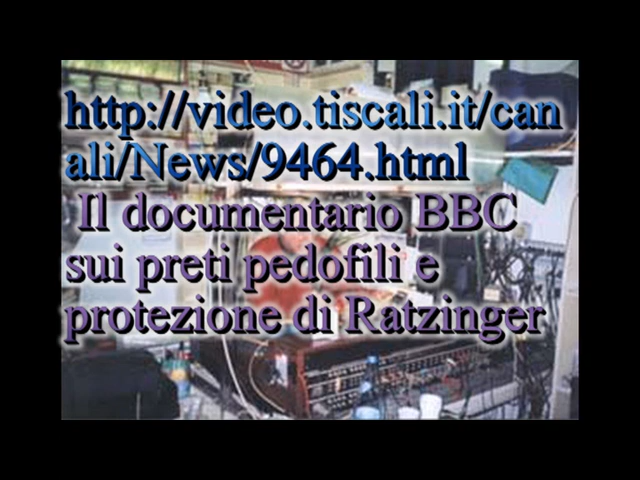 http://video.tiscali.it/can
ali/News/9464.html
Il documentario BBC
sui preti pedofili e
protezione di Ratzinger